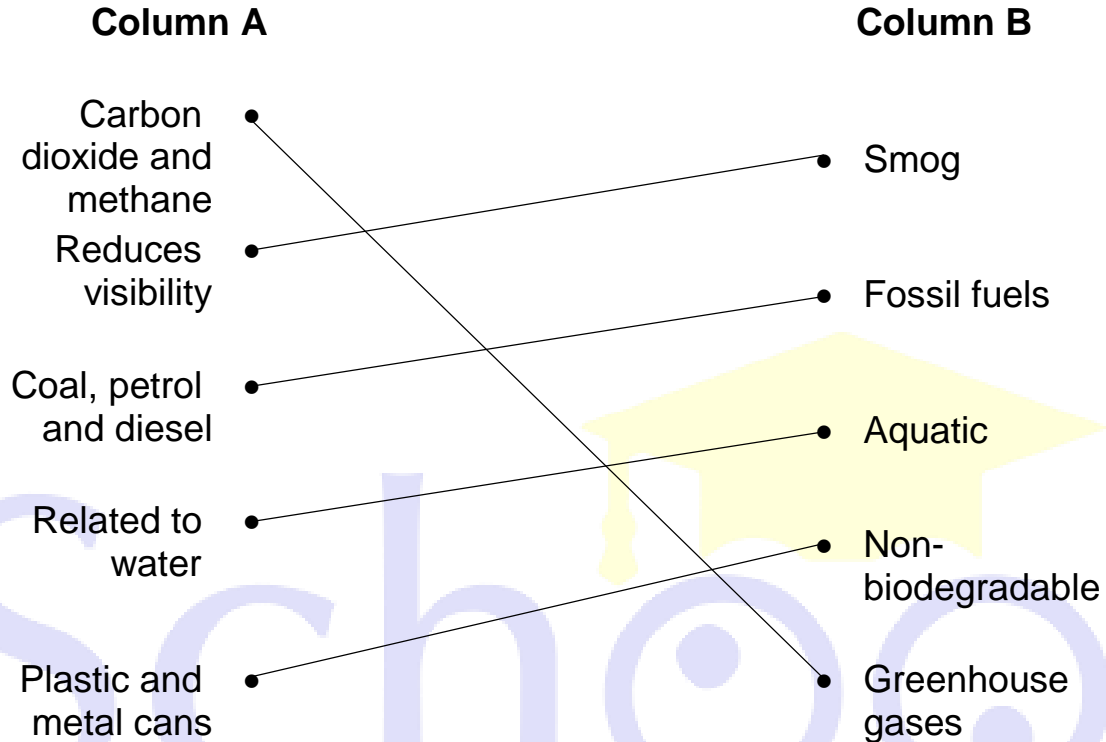 Column A
Column B
Carbon
dioxide and
methane
Smog
Reduces
visibility
Fossil fuels
Coal, petrol
and diesel
Aquatic
Related to
water
Non-
biodegradable
Plastic and
metal cans
Greenhouse
gases
Schoo